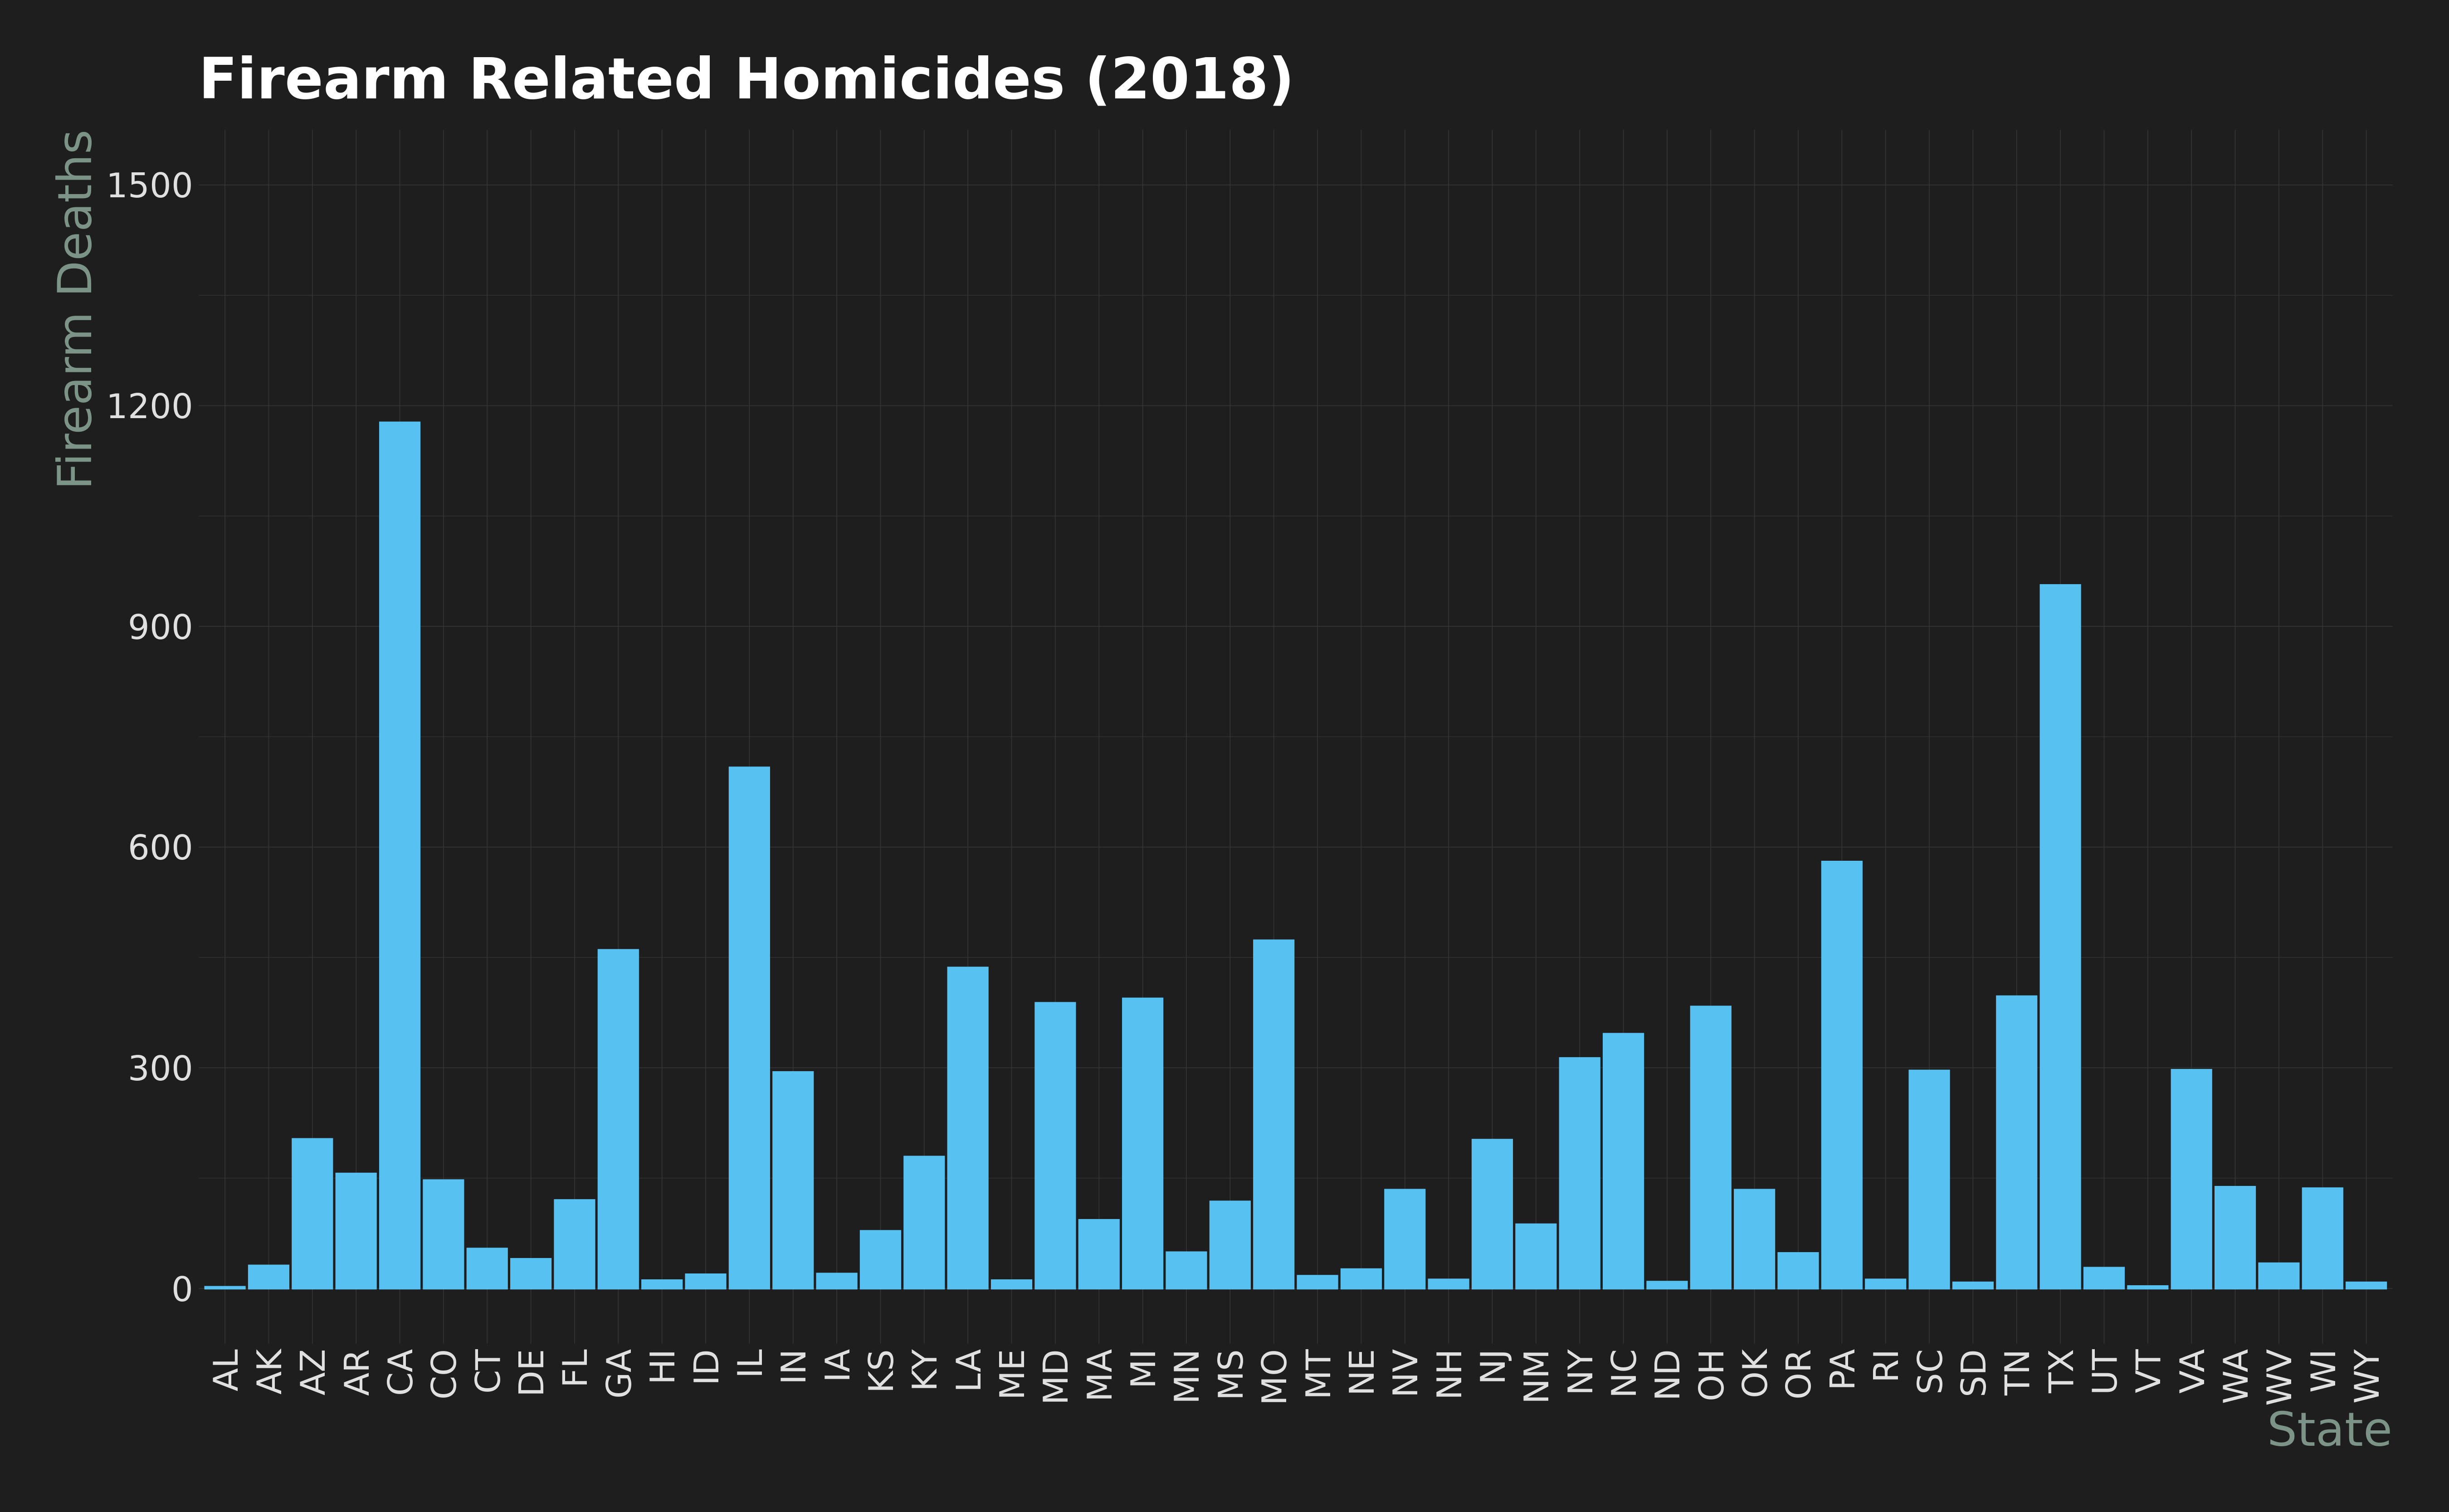 Firearm Related Homicides (2018)
Firearm Deaths
1500
1200
900
600
300
0
AL AK AZ AR CA CO CT DE FL GA HI ID IL IN IA KS KY LA ME MD MA MI MN MS MO MT NE NV NH NJ NM NY NC ND OH OK OR PA RI SC SD TN TX UT VT VA WA WV WI WY
State